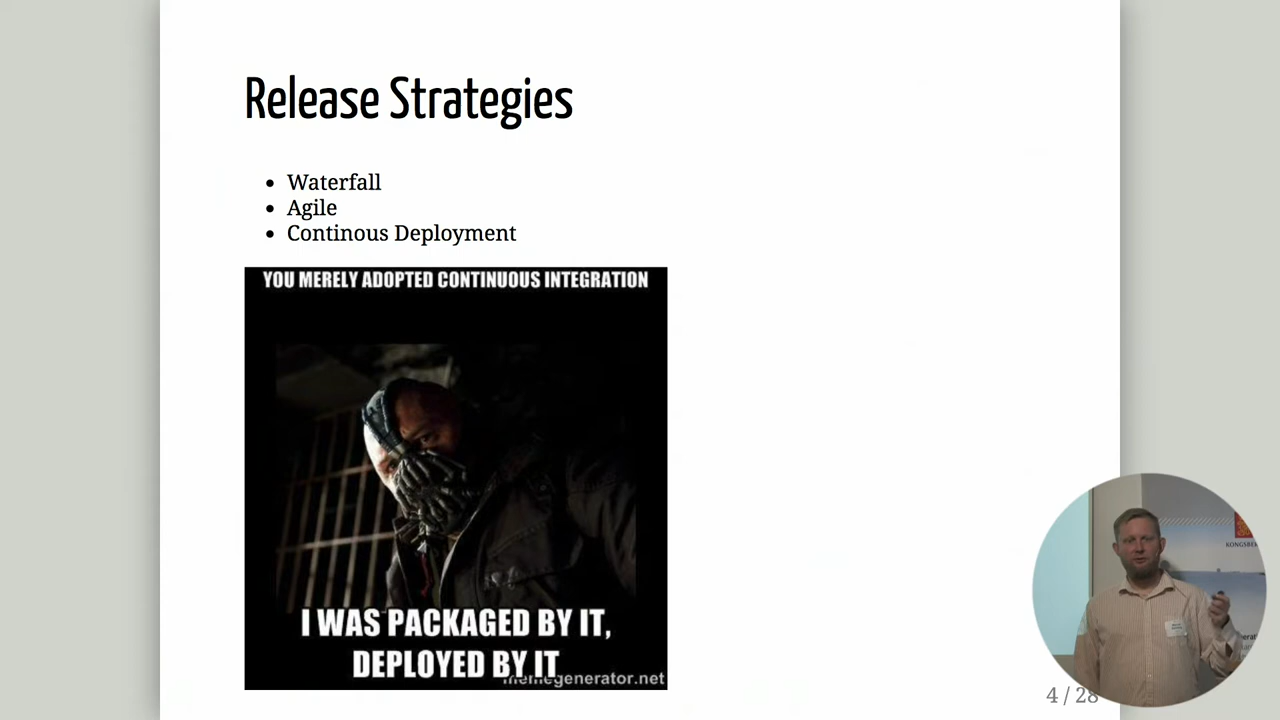 Release Strategies
Waterfall
Agile
Continous Deployment
YOU MERELY ADOPTED CONTINUOUS INTEGRATION
I WAS PACKAGED BY IT,
DEPLOYED BY IT
memegenerator.net
KONGSBER
4 / 28